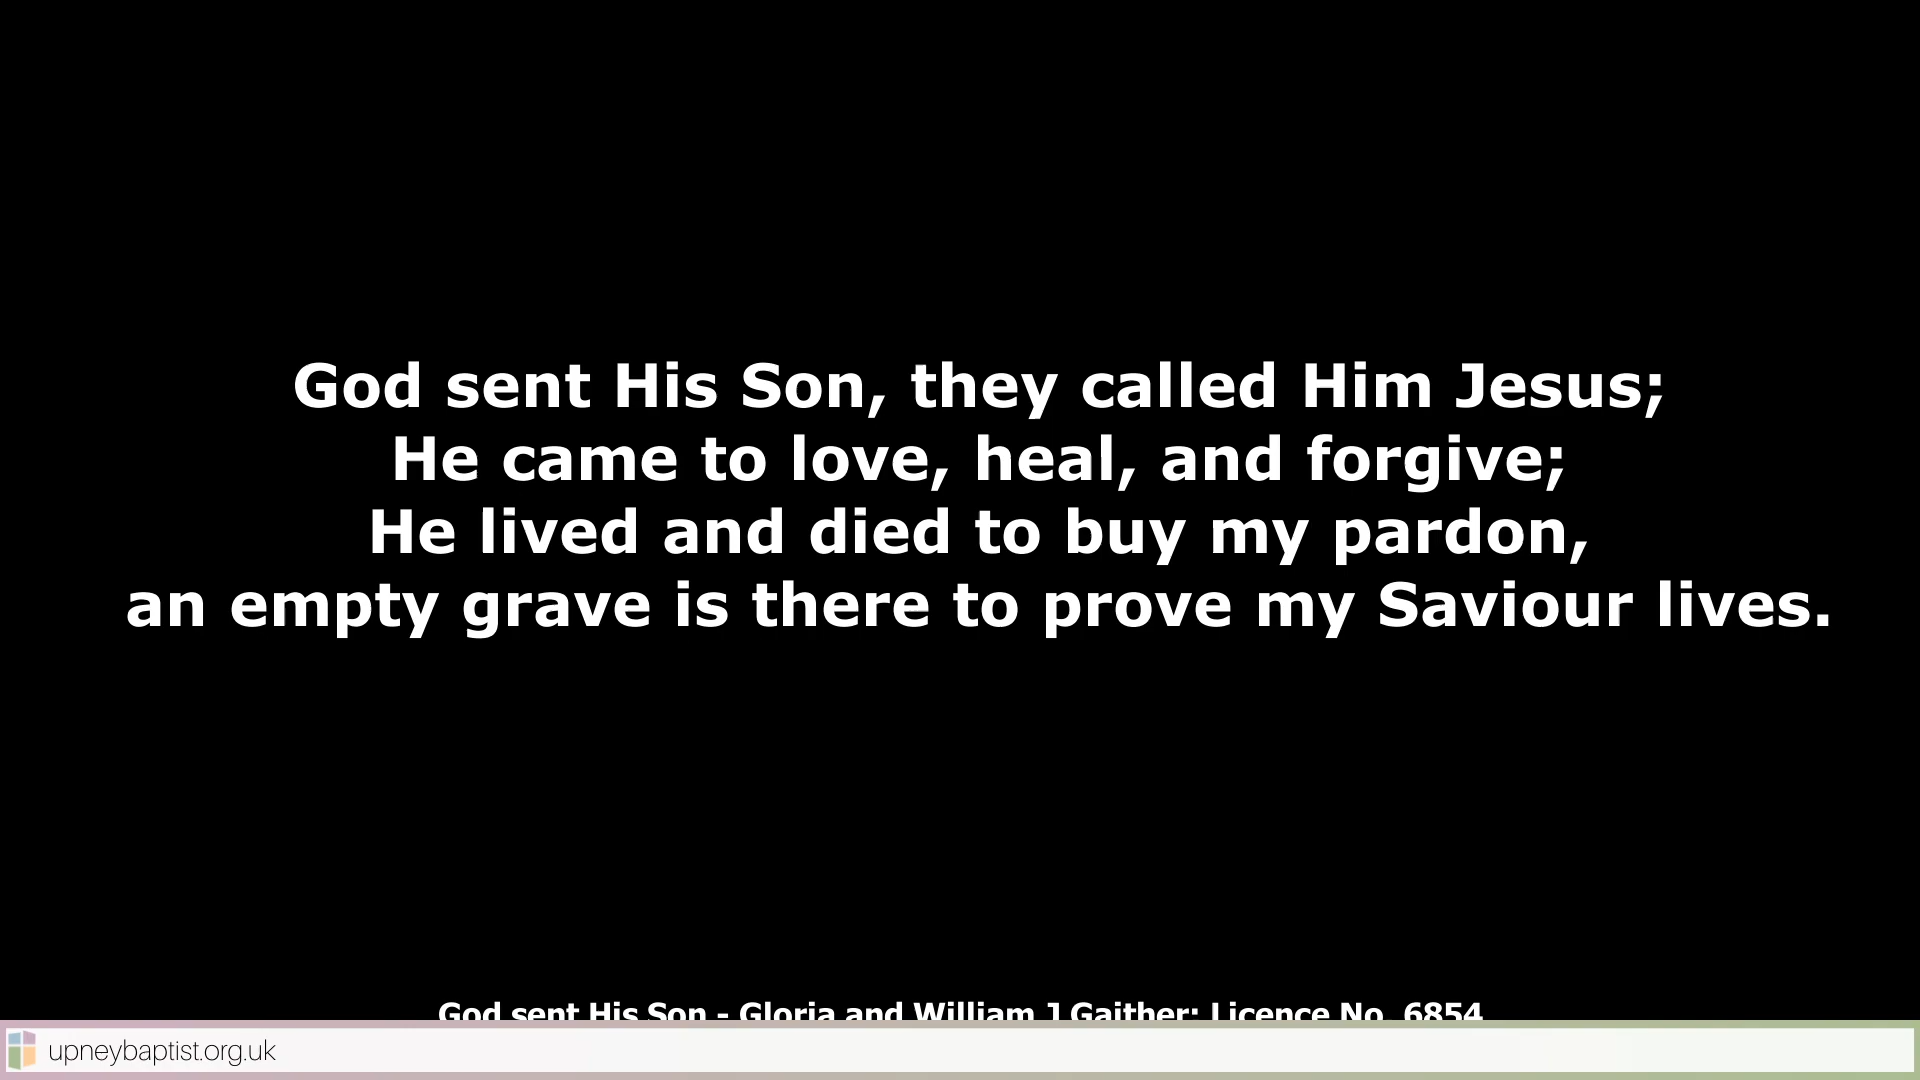 God sent His Son, they called Him Jesus;
He came to love, heal, and forgive;
He lived and died to buy my pardon,
an empty grave is there to prove my Saviour lives.
God sent His Son - Gloria and William J Gaither: Licence No. 6854
upneybaptist.org.uk